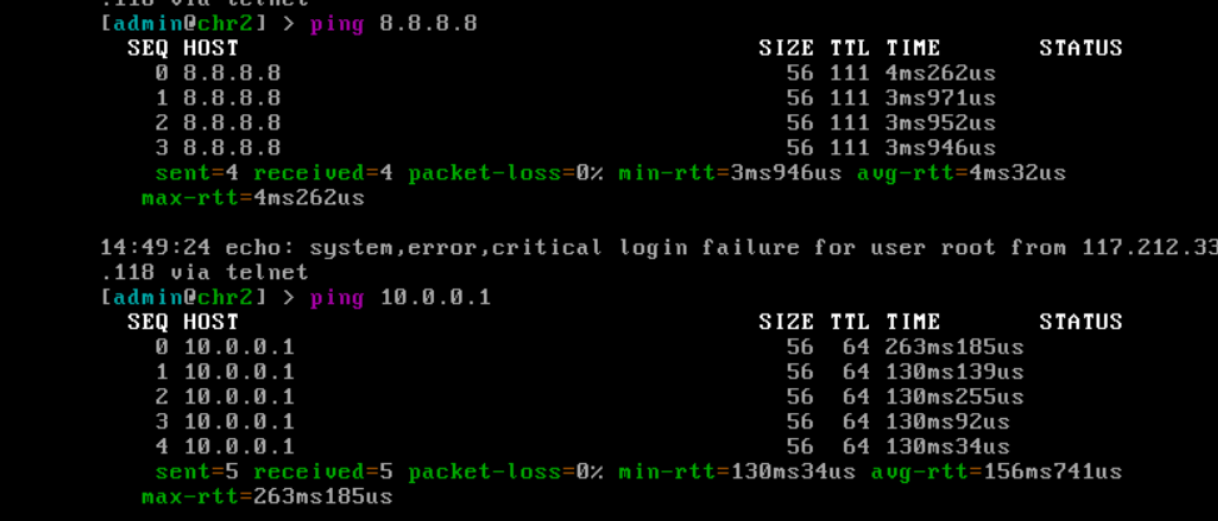 .118 via telnet
[admin@chr2] > ping 8.8.8.8
SEQ HOST SIZE TTL TIME STATUS
0 8.8.8.8 56 111 4ms262us
1 8.8.8.8 56 111 3ms971us
2 8.8.8.8 56 111 3ms952us
3 8.8.8.8 56 111 3ms946us
sent=4 received=4 packet-loss=0% min-rtt=3ms946us avg-rtt=4ms32us
max-rtt=4ms262us
14:49:24 echo: system,error,critical login failure for user root from 117.212.33
.118 via telnet
[admin@chr2] > ping 10.0.0.1
SEQ HOST SIZE TTL TIME STATUS
0 10.0.0.1 56 64 263ms185us
1 10.0.0.1 56 64 130ms139us
2 10.0.0.1 56 64 130ms255us
3 10.0.0.1 56 64 130ms92us
4 10.0.0.1 56 64 130ms34us
sent=5 received=5 packet-loss=0% min-rtt=130ms34us avg-rtt=156ms741us
max-rtt=263ms185us